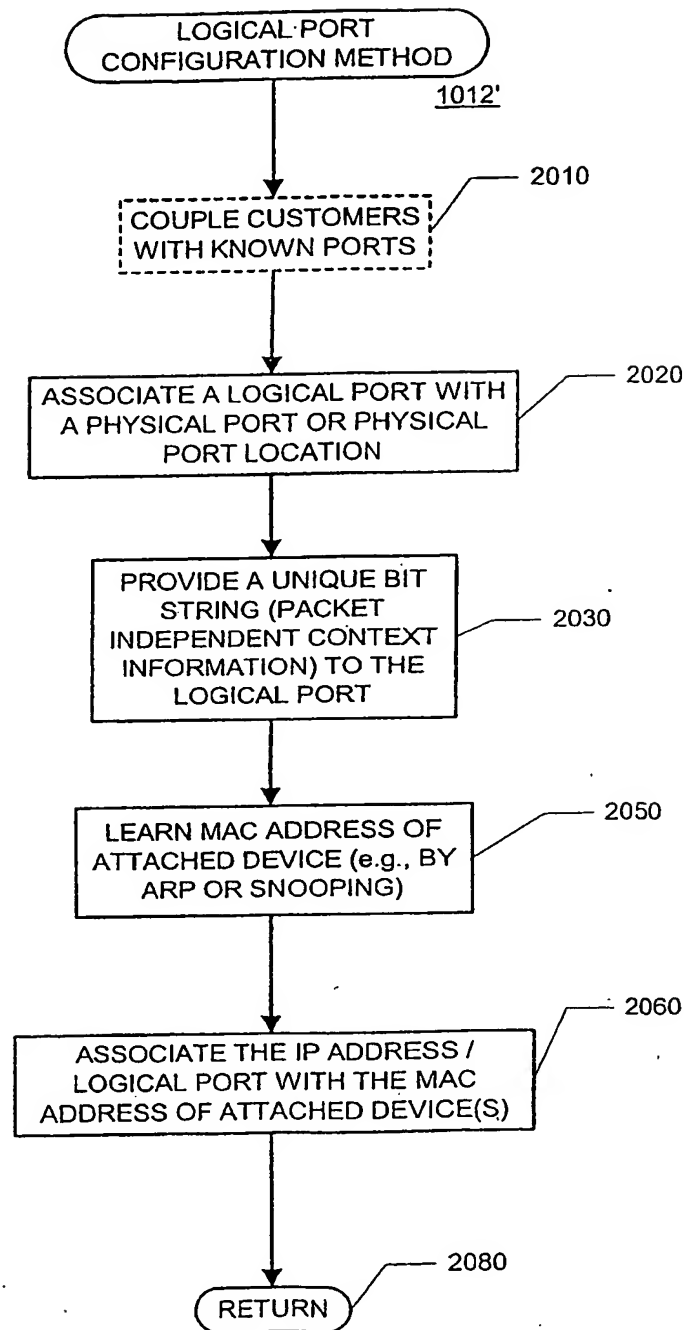 LOGICAL PORT
CONFIGURATION METHOD
1012'
2010
COUPLE CUSTOMERS
WITH KNOWN PORTS
2020
ASSOCIATE A LOGICAL PORT WITH
A PHYSICAL PORT OR PHYSICAL
PORT LOCATION
PROVIDE A UNIQUE BIT
STRING (PACKET
INDEPENDENT CONTEXT
INFORMATION) TO THE
LOGICAL PORT
2030
2050
LEARN MAC ADDRESS OF
ATTACHED DEVICE (e.g., BY
ARP OR SNOOPING)
2060
ASSOCIATE THE IP ADDRESS /
LOGICAL PORT WITH THE MAC
ADDRESS OF ATTACHED DEVICE(S)
2080
RETURN